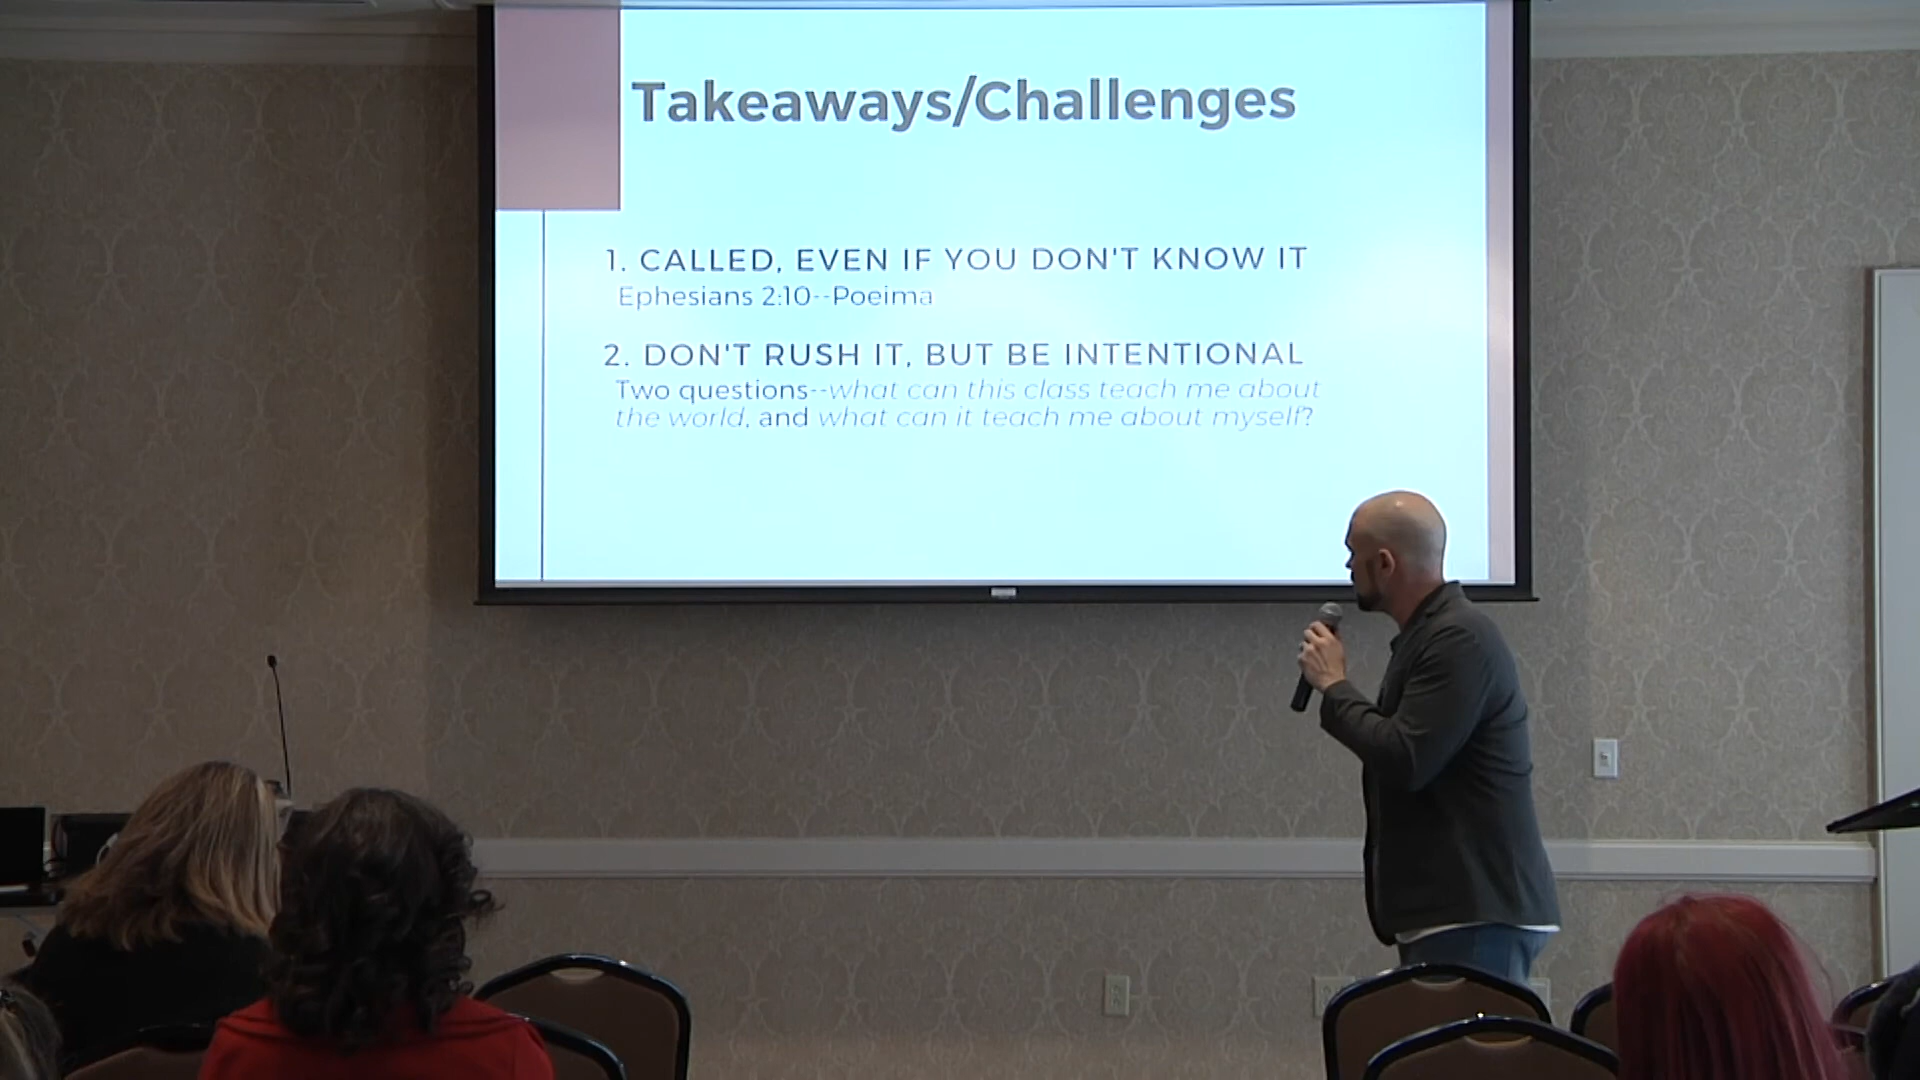 Takeaways/Challenges
1. CALLED, EVEN IF YOU DON'T KNOW IT
Ephesians 2:10--Poeima
2. DON'T RUSH IT, BUT BE INTENTIONAL
Two questions--what can this class teach me about
the world, and what can it teach me about myself?